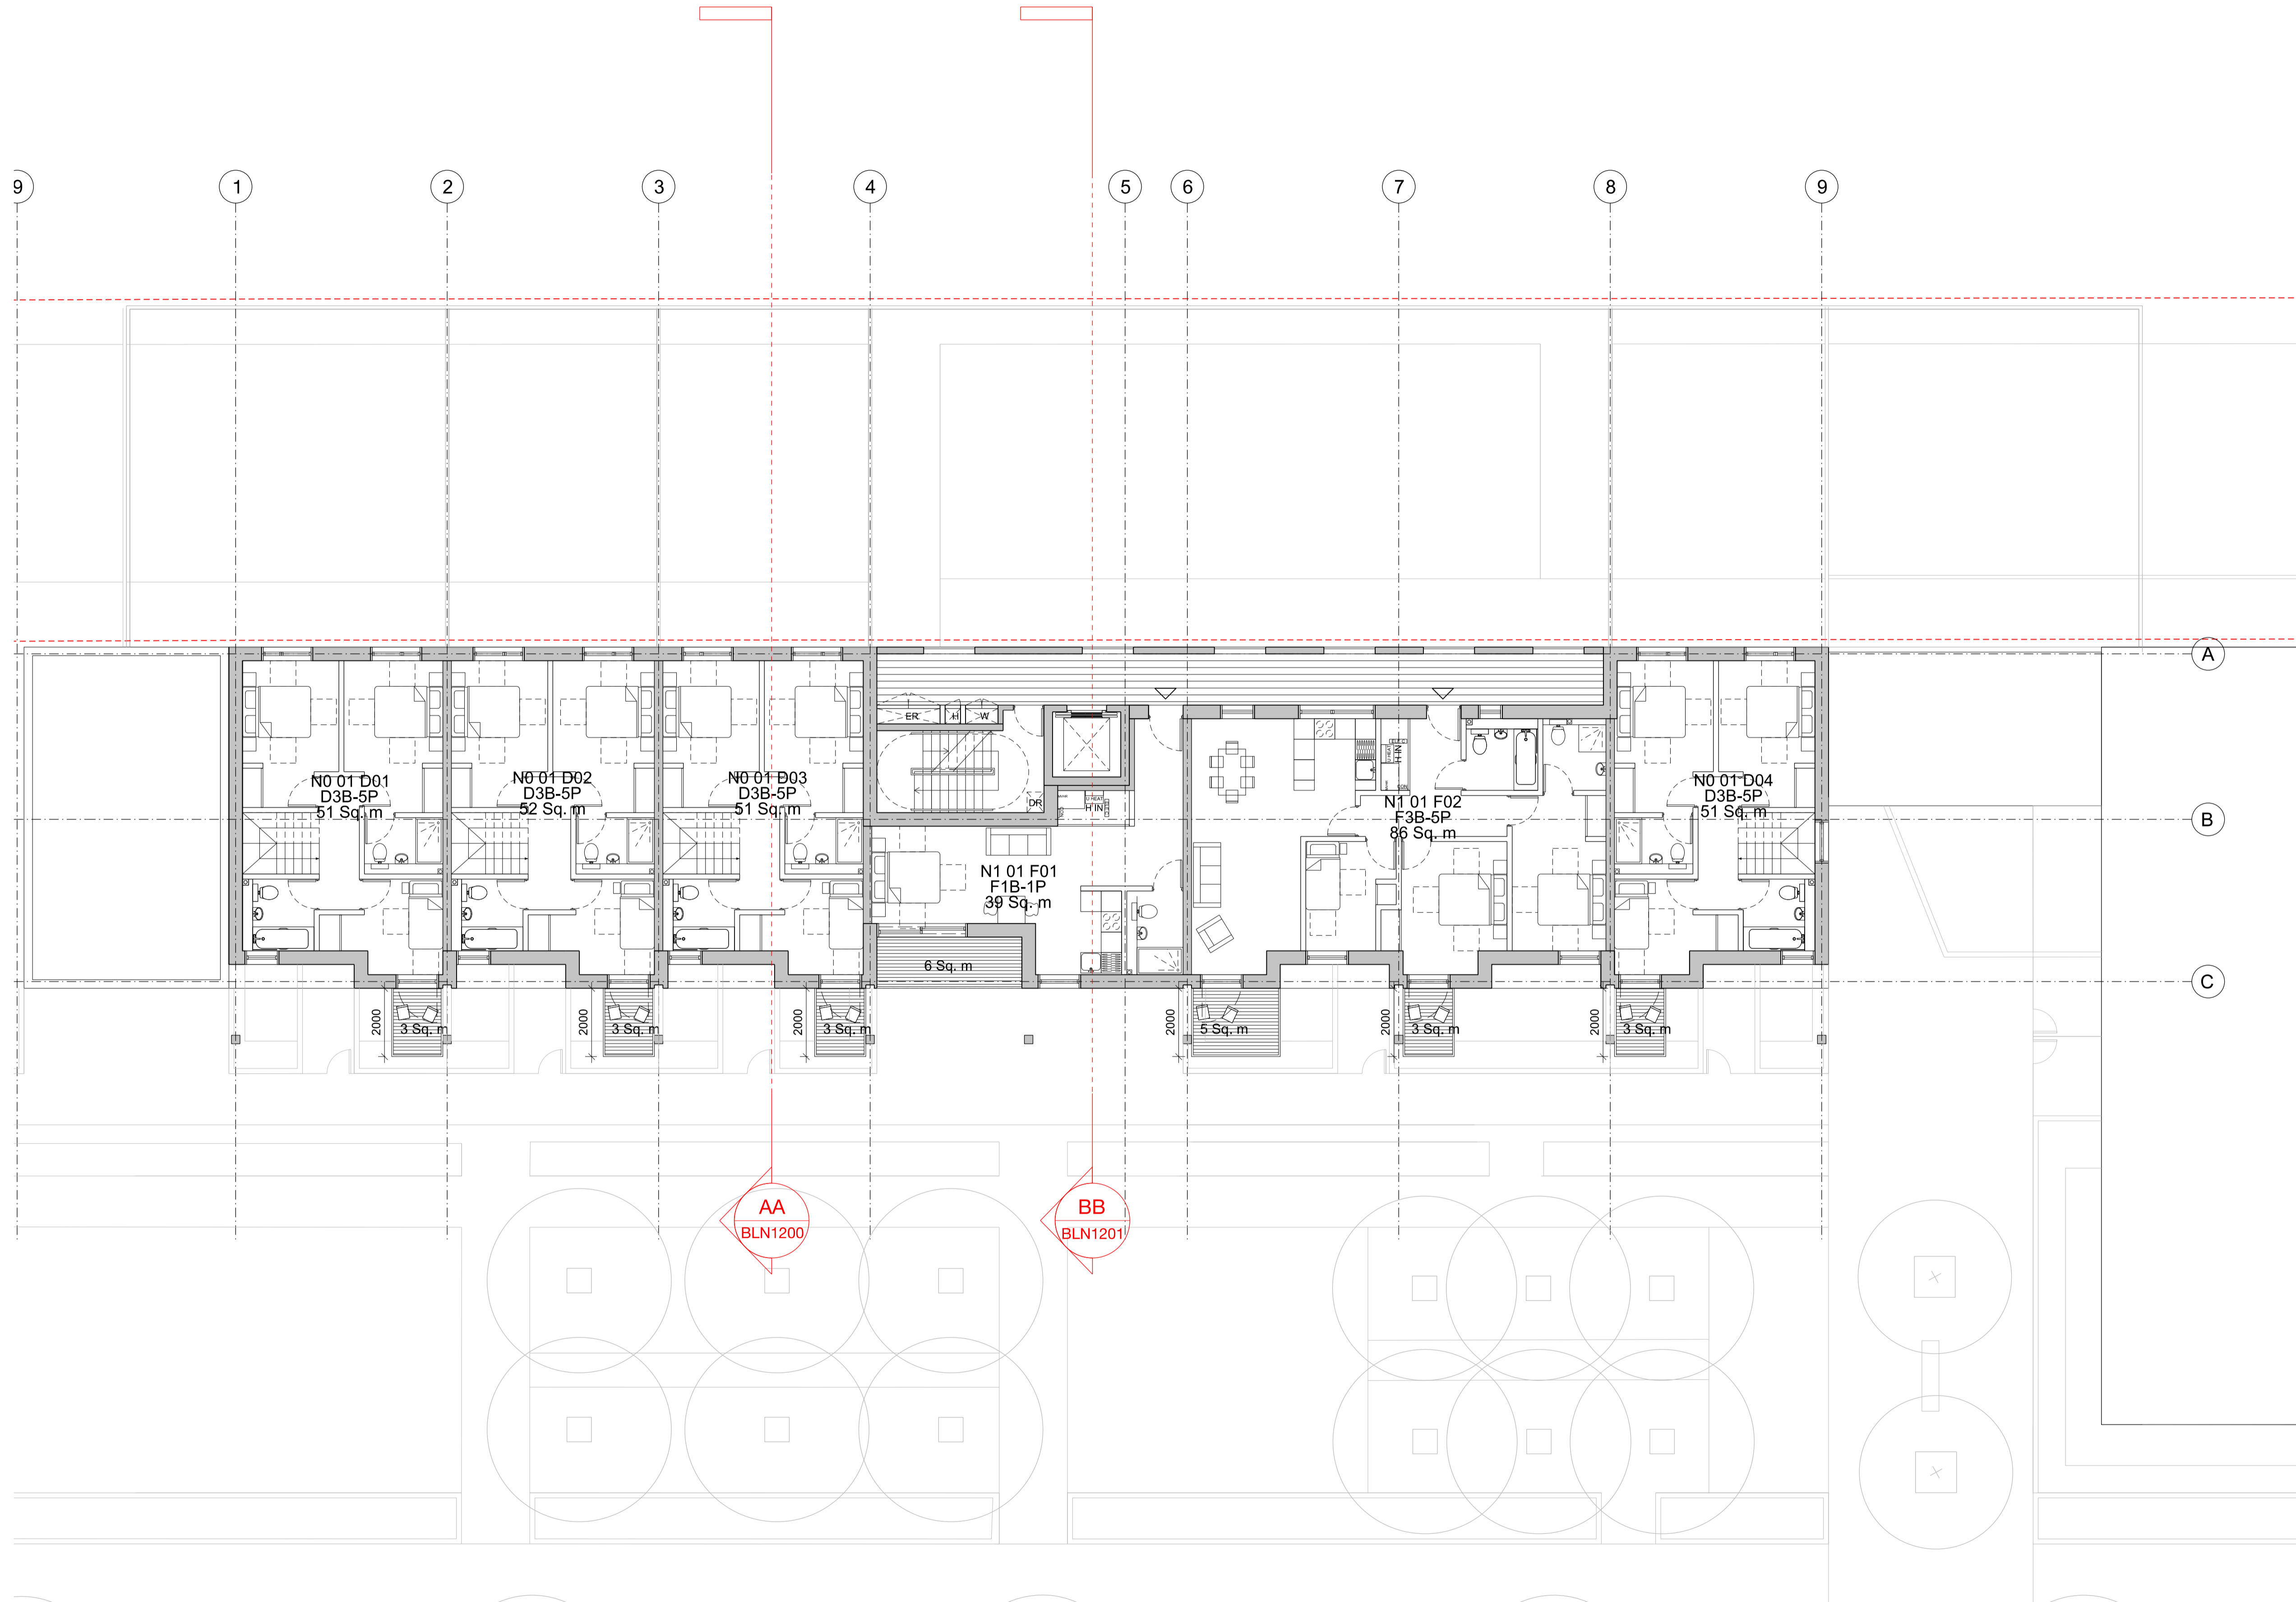 9
1
2
3
4
5
6
7
8
9
A
ER
H
W
H IN
N0 01 D01
D3B-5P
51 Sq. m
N0 01 D02
D3B-5P
52 Sq. m
N0 01 D03
D3B-5P
51 Sq. m
DR
U HEAT
H IN
N1 01 F02
F3B-5P
86 Sq. m
N0 01 D04
D3B-5P
51 Sq. m
B
N1 01 F01
F1B-1P
39 Sq. m
6 Sq. m
C
2000
3 Sq. m
2000
3 Sq. m
2000
3 Sq. m
2000
5 Sq. m
2000
3 Sq. m
2000
3 Sq. m
AA
BLN1200
BB
BLN1201